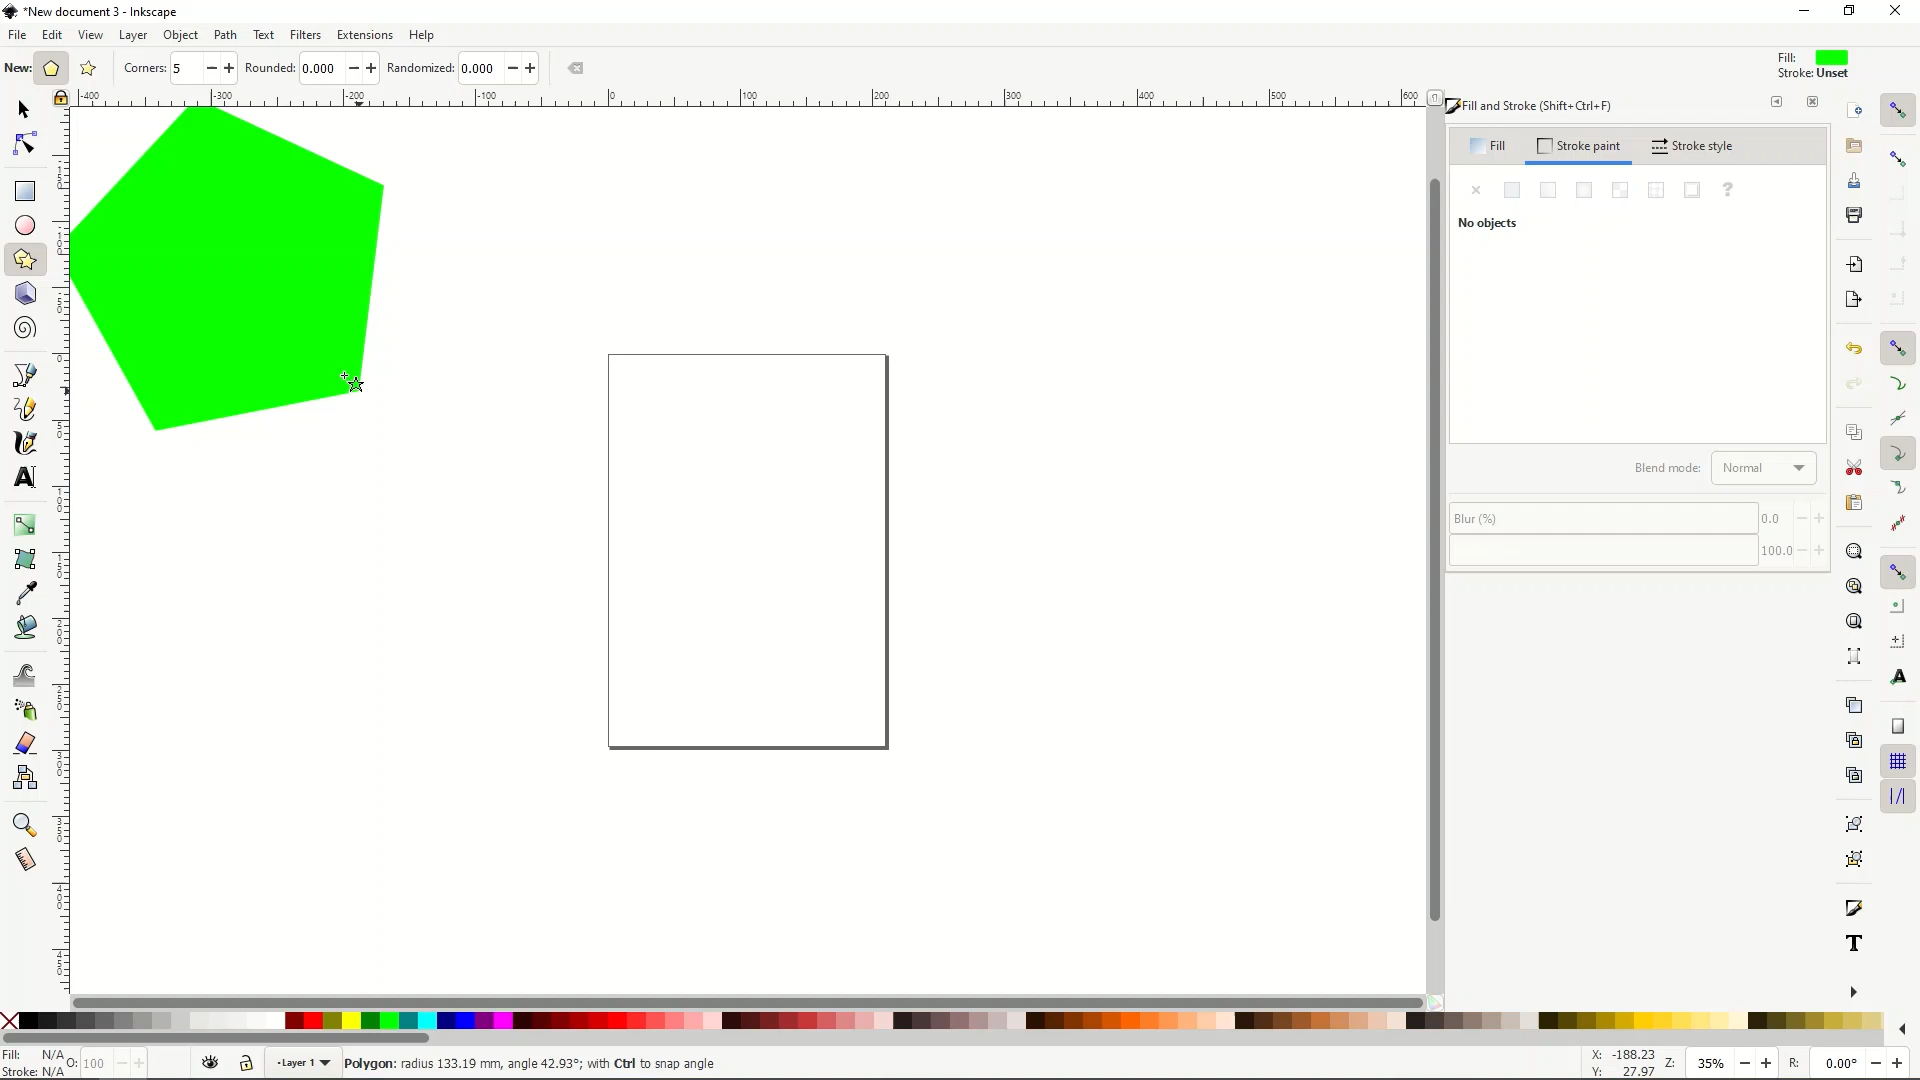 *New document 3 - Inkscape
File Edit View Layer Object Path Text Filters Extensions Help
New: Corners: 5 Rounded: 0.000 Randomized: 0.000
Fill:
Stroke: Unset
-400 -300 -200 -100 0 100 200 300 400 500 600
Fill and Stroke (Shift+Ctrl+F)
Fill Stroke paint Stroke style
No objects
Blend mode: Normal
Blur (%) 0.0
100.0
Fill: N/A
Stroke: N/A
O: 100
•Layer 1
Polygon: radius 133.19 mm, angle 42.93°; with Ctrl to snap angle
X: -188.23
Y: 27.97
Z: 35%
R: 0.00°